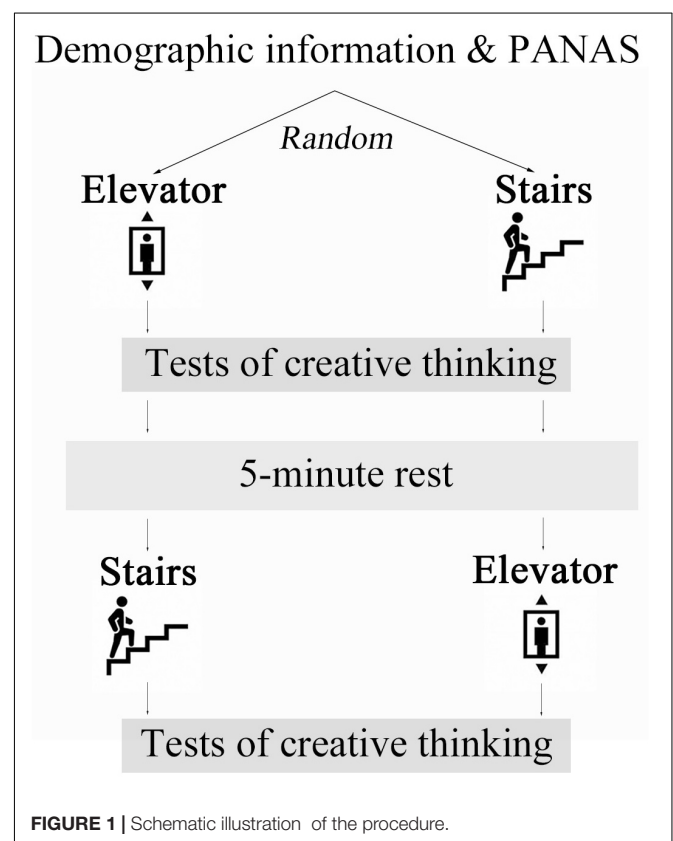 Demographic information & PANAS
Random
Elevator
Stairs
Tests of creative thinking
5-minute rest
Stairs
Elevator
Tests of creative thinking
FIGURE 1 | Schematic illustration of the procedure.